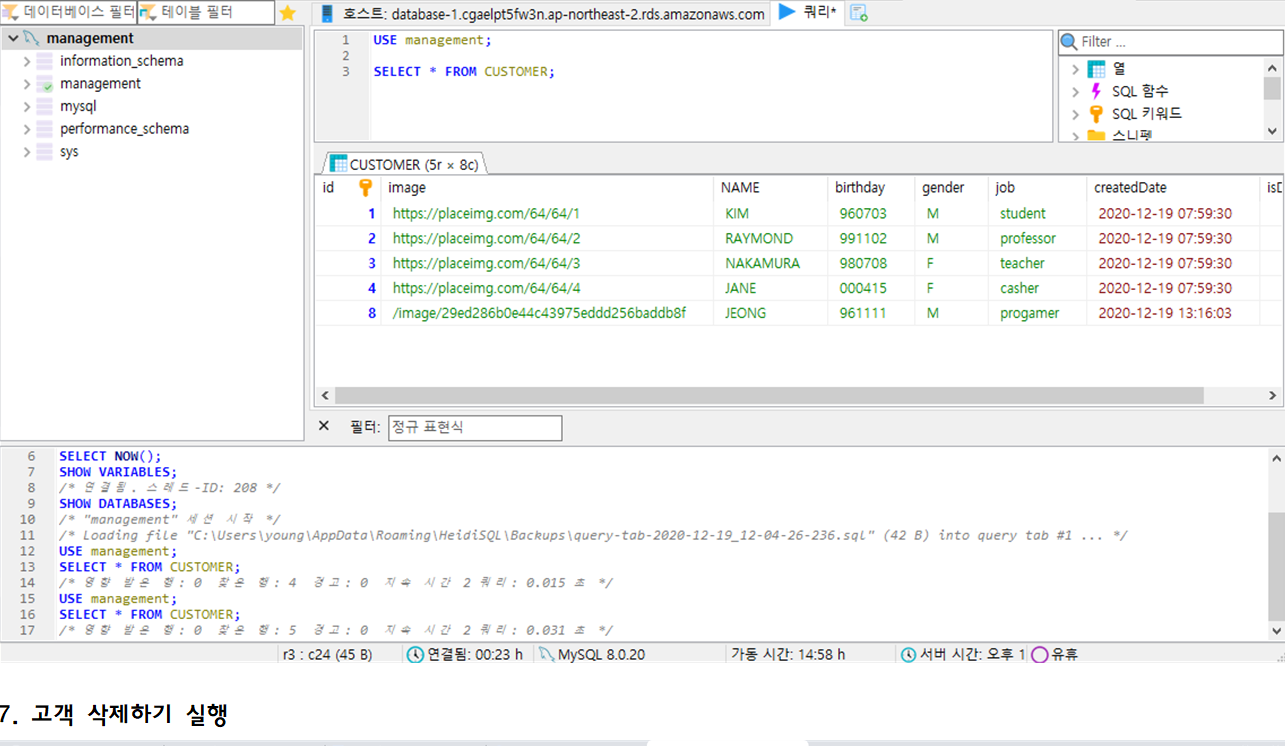 데이터베이스 필터 테이블 필터 호스트: database-1.cgaelpt5fw3n.ap-northeast-2.rds.amazonaws.com 쿼리*
management
information_schema
management
mysql
performance_schema
sys
1 USE management;
2
3 SELECT * FROM CUSTOMER;
Filter ...
열
SQL 함수
SQL 키워드
스니펫
CUSTOMER (5r × 8c)
id image NAME birthday gender job createdDate isD
1 https://placeimg.com/64/64/1 KIM 960703 M student 2020-12-19 07:59:30
2 https://placeimg.com/64/64/2 RAYMOND 991102 M professor 2020-12-19 07:59:30
3 https://placeimg.com/64/64/3 NAKAMURA 980708 F teacher 2020-12-19 07:59:30
4 https://placeimg.com/64/64/4 JANE 000415 F casher 2020-12-19 07:59:30
8 /image/29ed286b0e44c43975eddd256baddb8f JEONG 961111 M progamer 2020-12-19 13:16:03
필터: 정규 표현식
6 SELECT NOW();
7 SHOW VARIABLES;
8 /* 연결됨. 스레드-ID: 208 */
9 SHOW DATABASES;
10 /* "management" 세션 시작 */
11 /* Loading file "C:\Users\young\AppData\Roaming\HeidiSQL\Backups\query-tab-2020-12-19_12-04-26-236.sql" (42 B) into query tab #1 ... */
12 USE management;
13 SELECT * FROM CUSTOMER;
14 /* 영향 받은 행: 0 찾은 행: 4 경고: 0 지속 시간 2 쿼리: 0.015 초 */
15 USE management;
16 SELECT * FROM CUSTOMER;
17 /* 영향 받은 행: 0 찾은 행: 5 경고: 0 지속 시간 2 쿼리: 0.031 초 */
r3 : c24 (45 B) 연결됨: 00:23 h MySQL 8.0.20 가동 시간: 14:58 h 서버 시간: 오후 1 유휴
7. 고객 삭제하기 실행